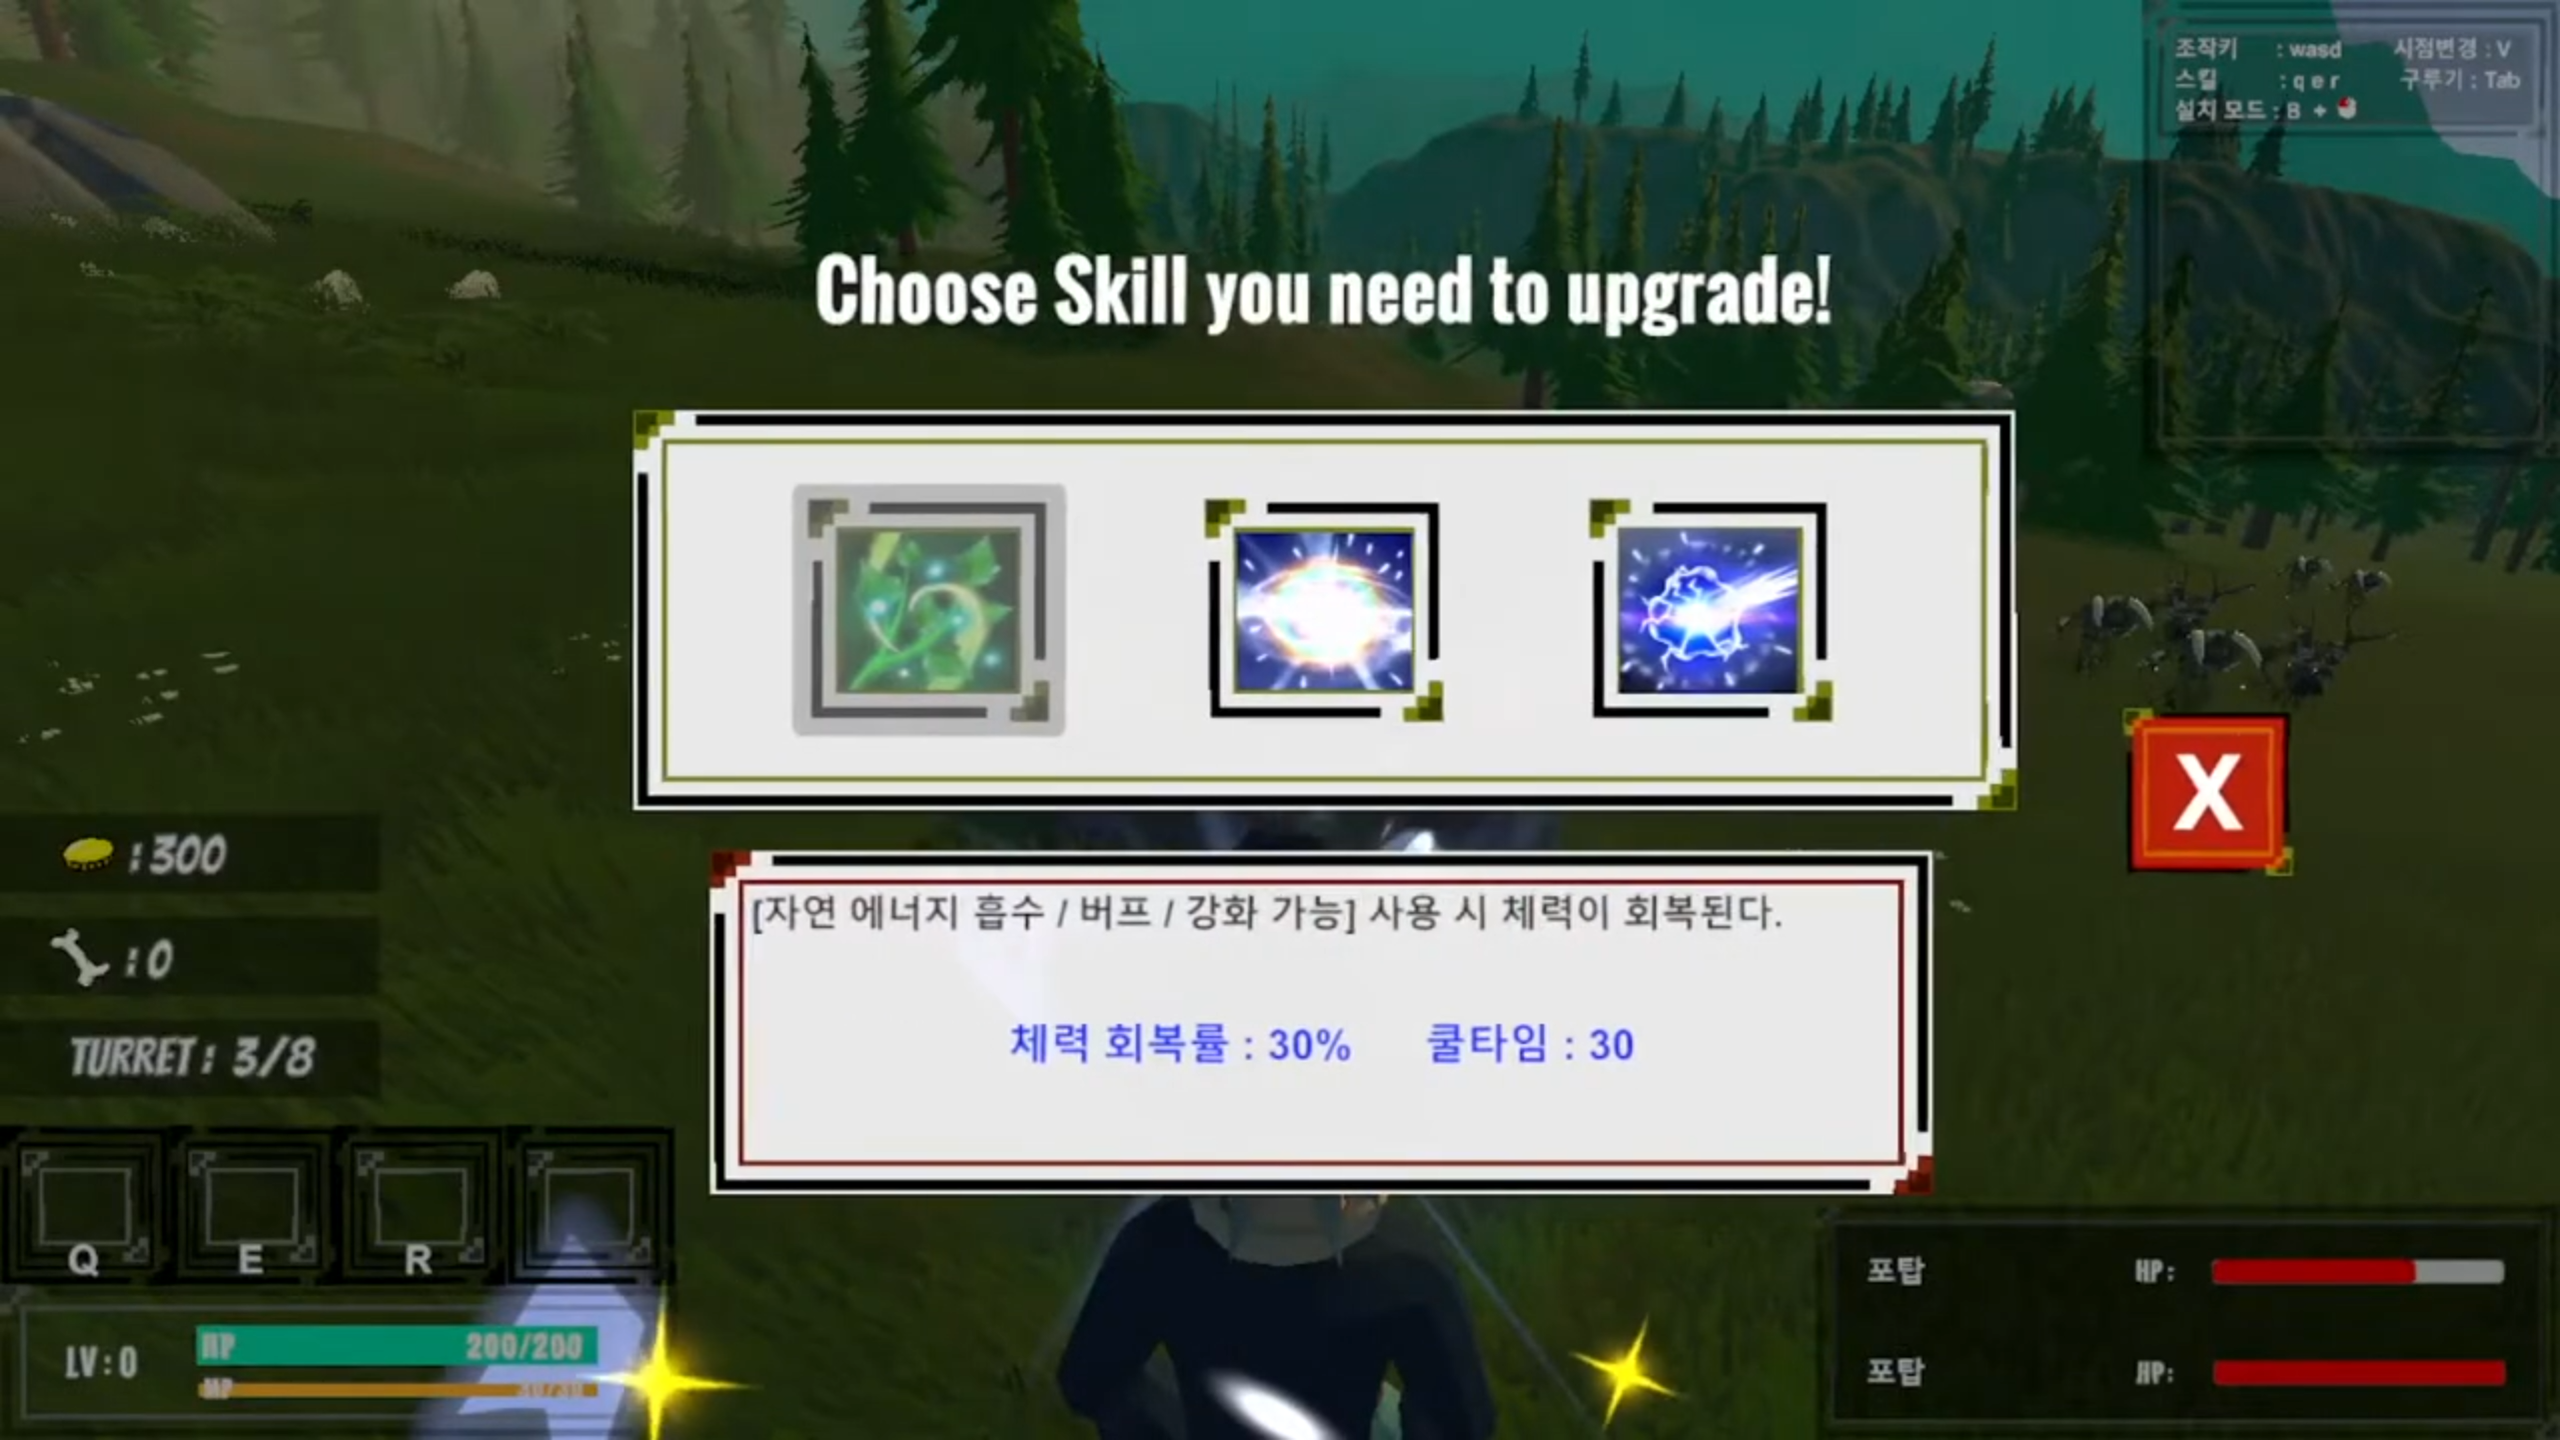 조작키 : wasd 시점변경 : V
스킬 : q e r 구루기 : Tab
설치 모드 : B +
Choose Skill you need to upgrade!
X
[자연 에너지 흡수 / 버프 / 강화 가능] 사용 시 체력이 회복된다.
체력 회복률 : 30% 쿨타임 : 30
:300
:0
TURRET : 3/8
Q E R
LV:0
HP 200/200
MP 30/30
포탑 HP:
포탑 HP: